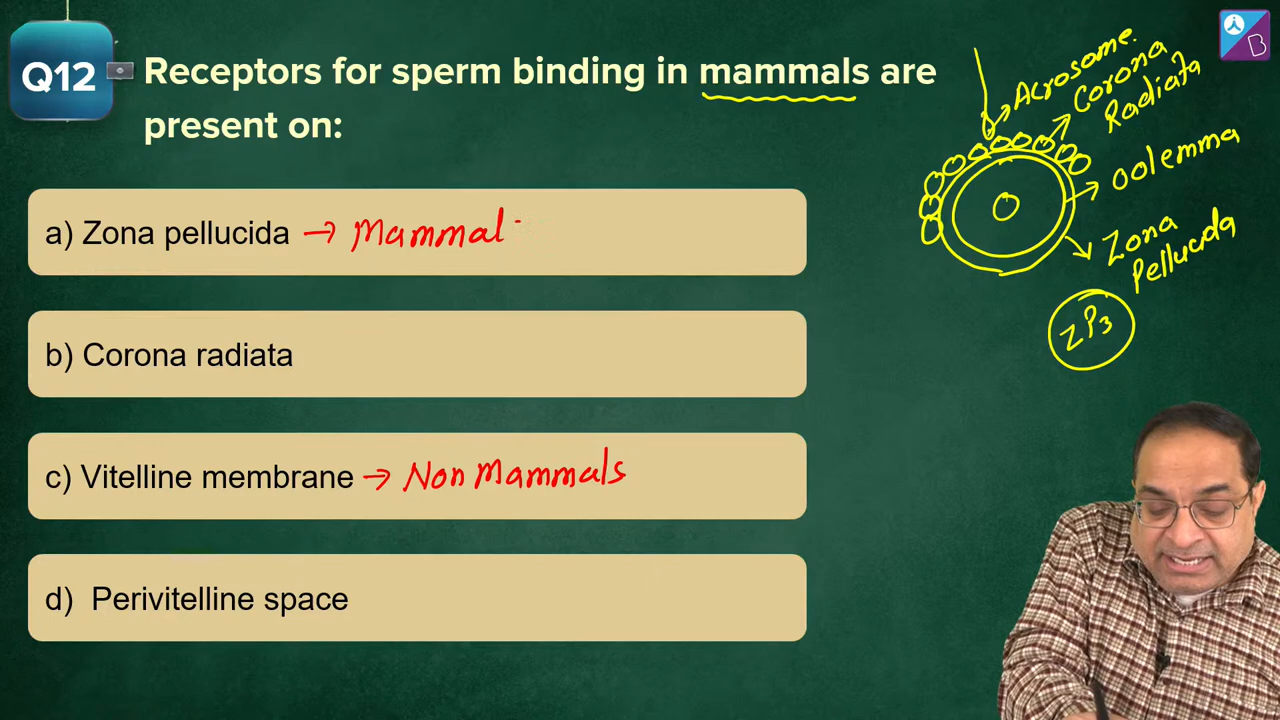 Q12
Receptors for sperm binding in mammals are
present on:
a) Zona pellucida → Mammal
b) Corona radiata
c) Vitelline membrane → Non Mammals
d) Perivitelline space
Acrosome.
Corona
Radiata
oolemma
Zona
Pellucida
ZP3
B